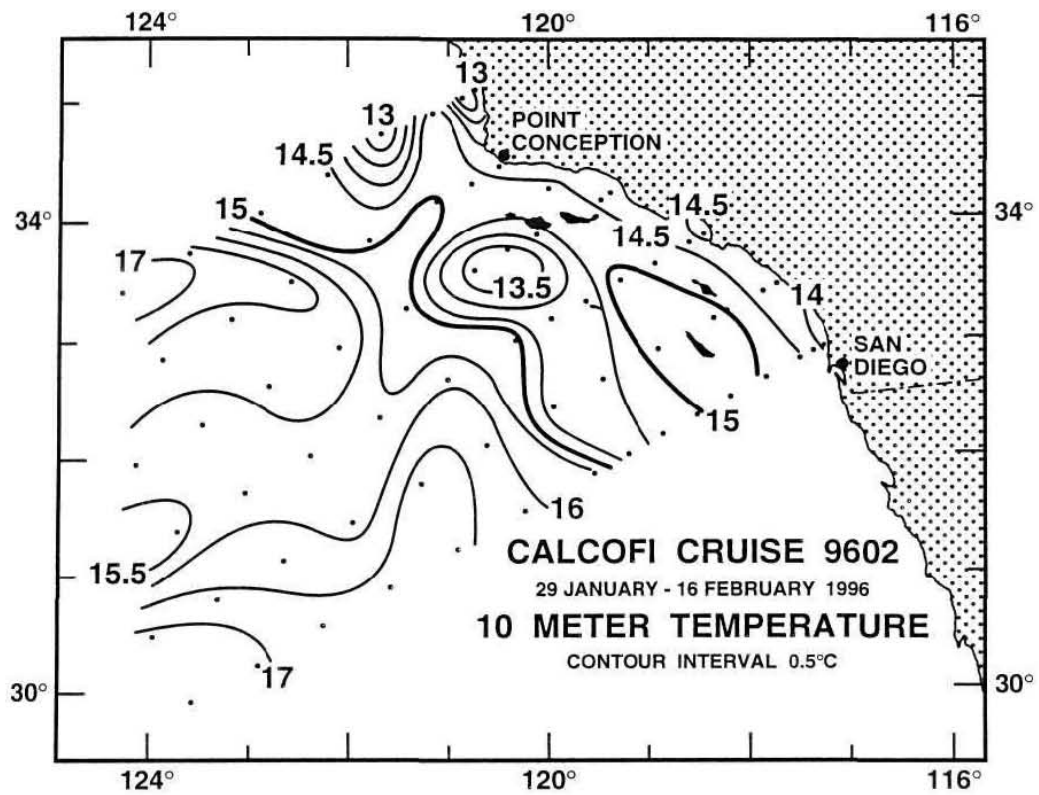 124° 120° 116°
13
POINT
CONCEPTION
13
14.5
15
34°
14.5
34°
14.5
17
13.5
14
SAN
DIEGO
15
16
CALCOFI CRUISE 9602
29 JANUARY - 16 FEBRUARY 1996
15.5
10 METER TEMPERATURE
CONTOUR INTERVAL 0.5°C
17
30°
30°
124° 120° 116°